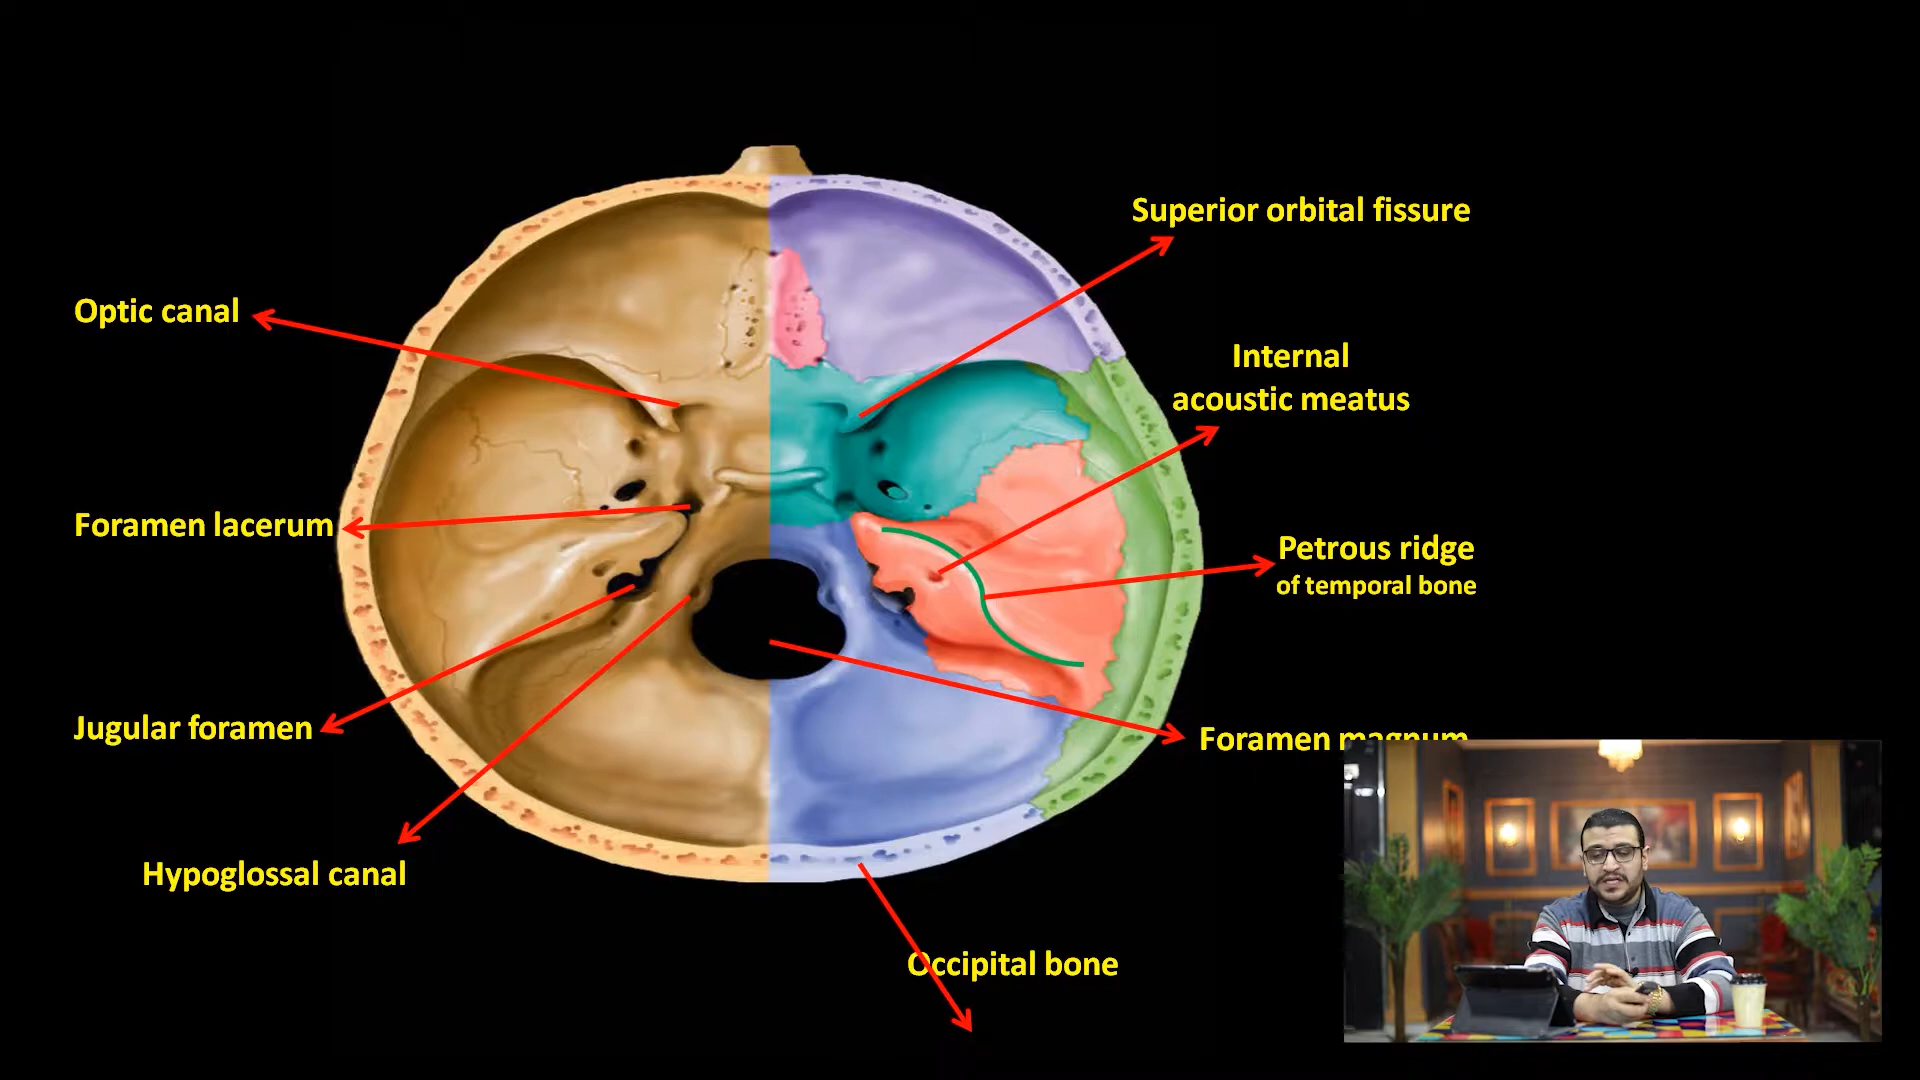 Superior orbital fissure
Optic canal
Internal
acoustic meatus
Foramen lacerum
Petrous ridge
of temporal bone
Jugular foramen
Foramen magnum
Hypoglossal canal
Occipital bone